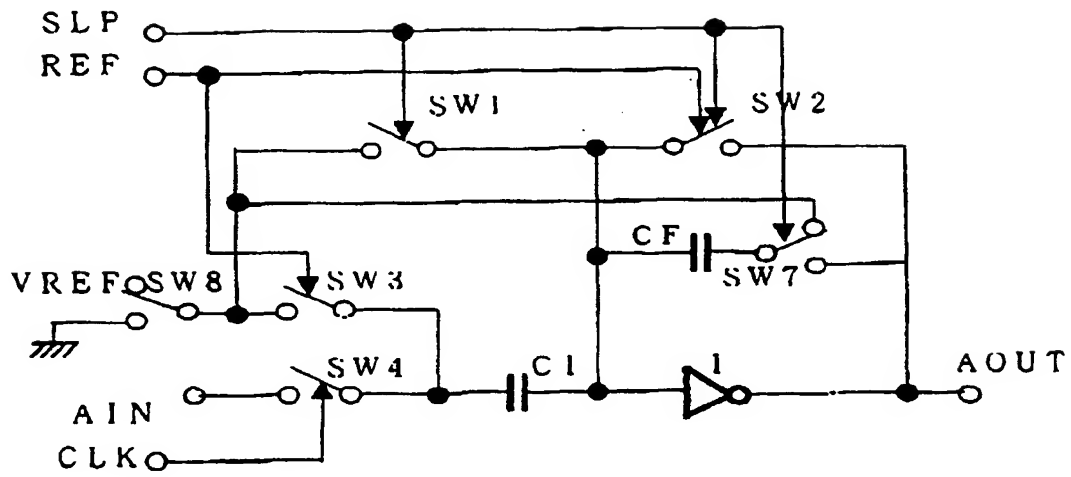 SLP
REF
SW1
SW2
CF
SW7
VREF
SW8
SW3
SW4
C1
1
AOUT
AIN
CLK